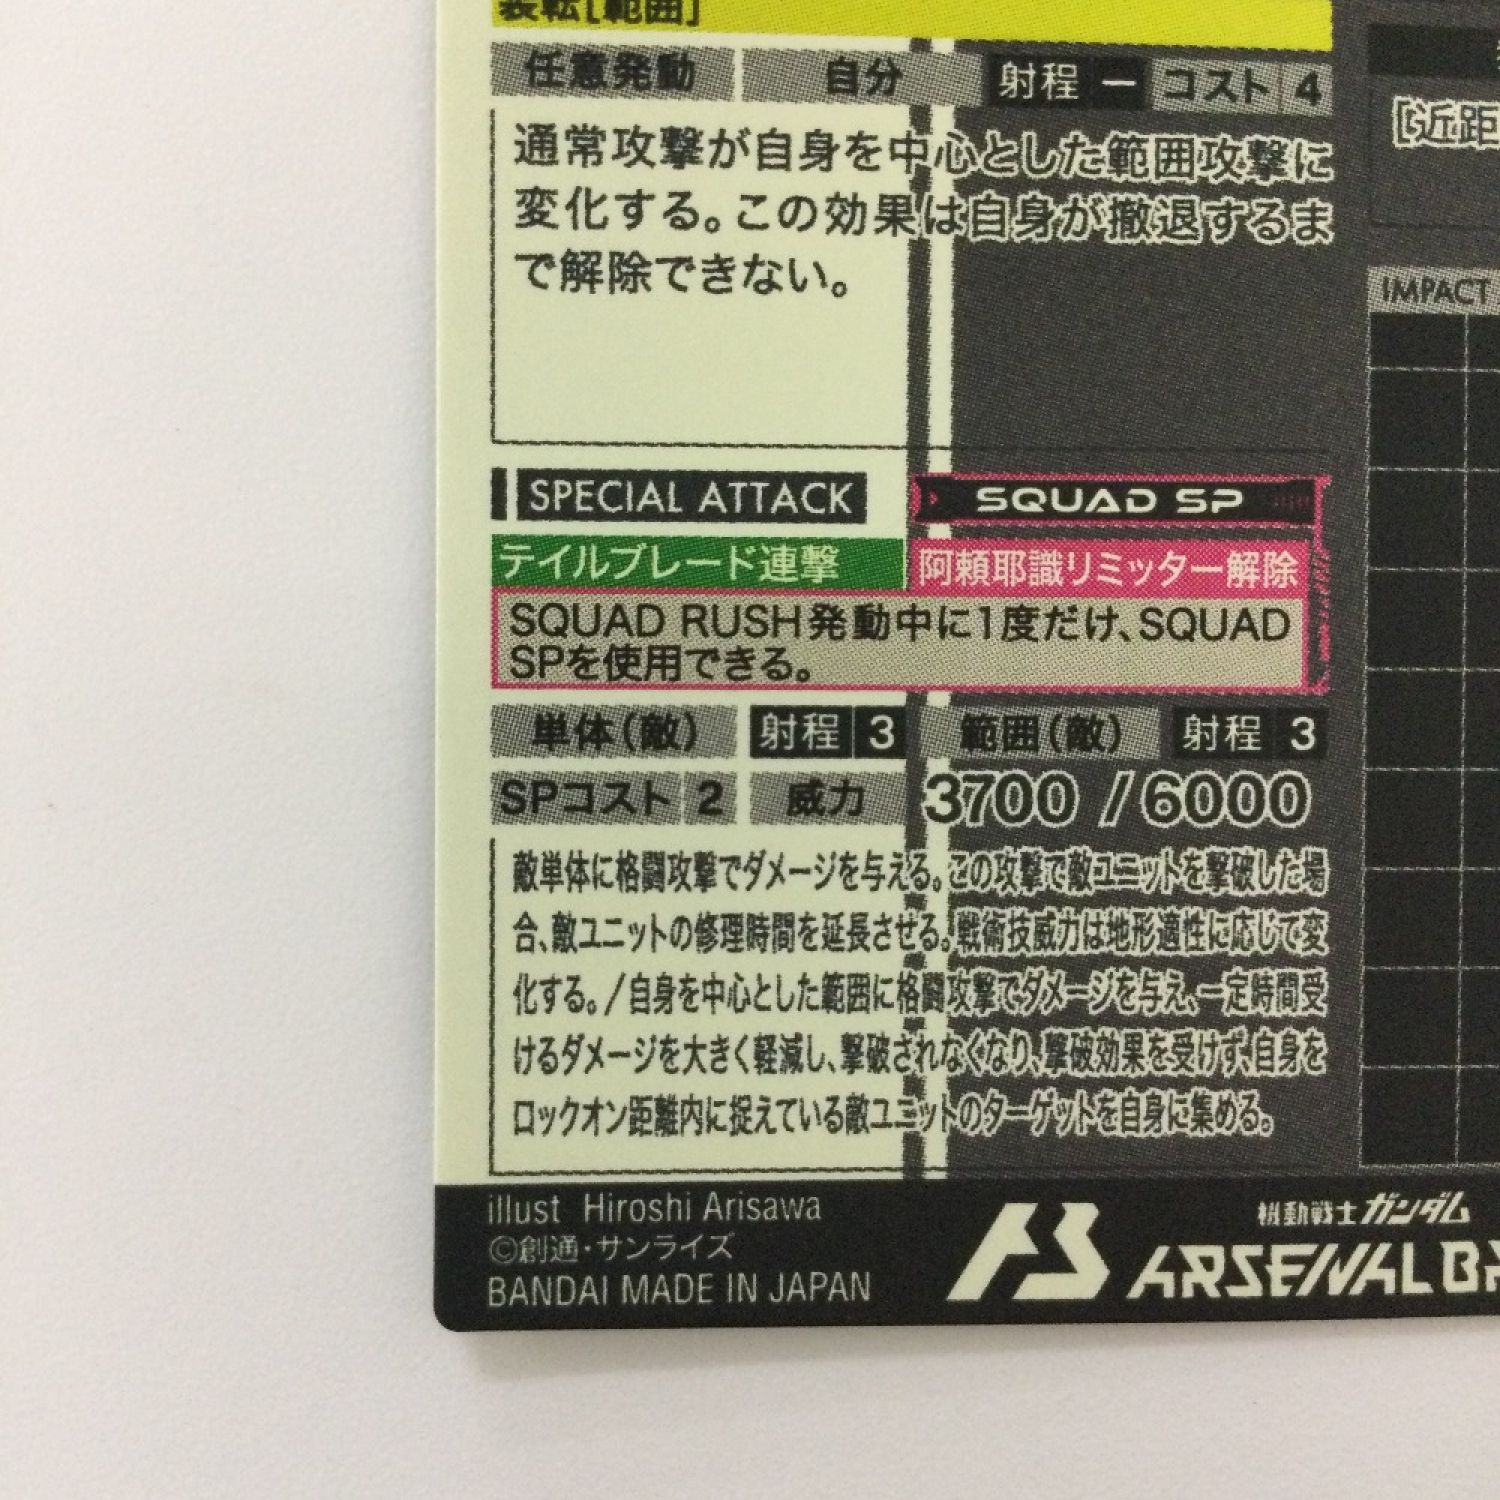 装転[範囲]
任意発動 自分 射程 ー コスト 4
通常攻撃が自身を中心とした範囲攻撃に
変化する。この効果は自身が撤退するま
で解除できない。
[近距
IMPACT
SPECIAL ATTACK
SQUAD SP
テイルブレード連撃
阿頼耶識リミッター解除
SQUAD RUSH発動中に1度だけ、SQUAD
SPを使用できる。
単体(敵) 射程 3 範囲(敵) 射程 3
SPコスト 2 威力 3700 / 6000
敵単体に格闘攻撃でダメージを与える。この攻撃で敵ユニットを撃破した場
合、敵ユニットの修理時間を延長させる。戦術技威力は地形適性に応じて変
化する。/自身を中心とした範囲に格闘攻撃でダメージを与え、一定時間受
けるダメージを大きく軽減し、撃破されなくなり、撃破効果を受けず、自身を
ロックオン距離内に捉えている敵ユニットのターゲットを自身に集める。
illust Hiroshi Arisawa
©創通・サンライズ
BANDAI MADE IN JAPAN
機動戦士ガンダム
ARSENAL BA